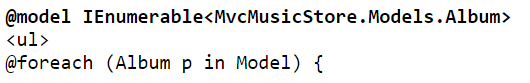 @model IEnumerable<MvcMusicStore.Models.Album>
<ul>
@foreach (Album p in Model) {